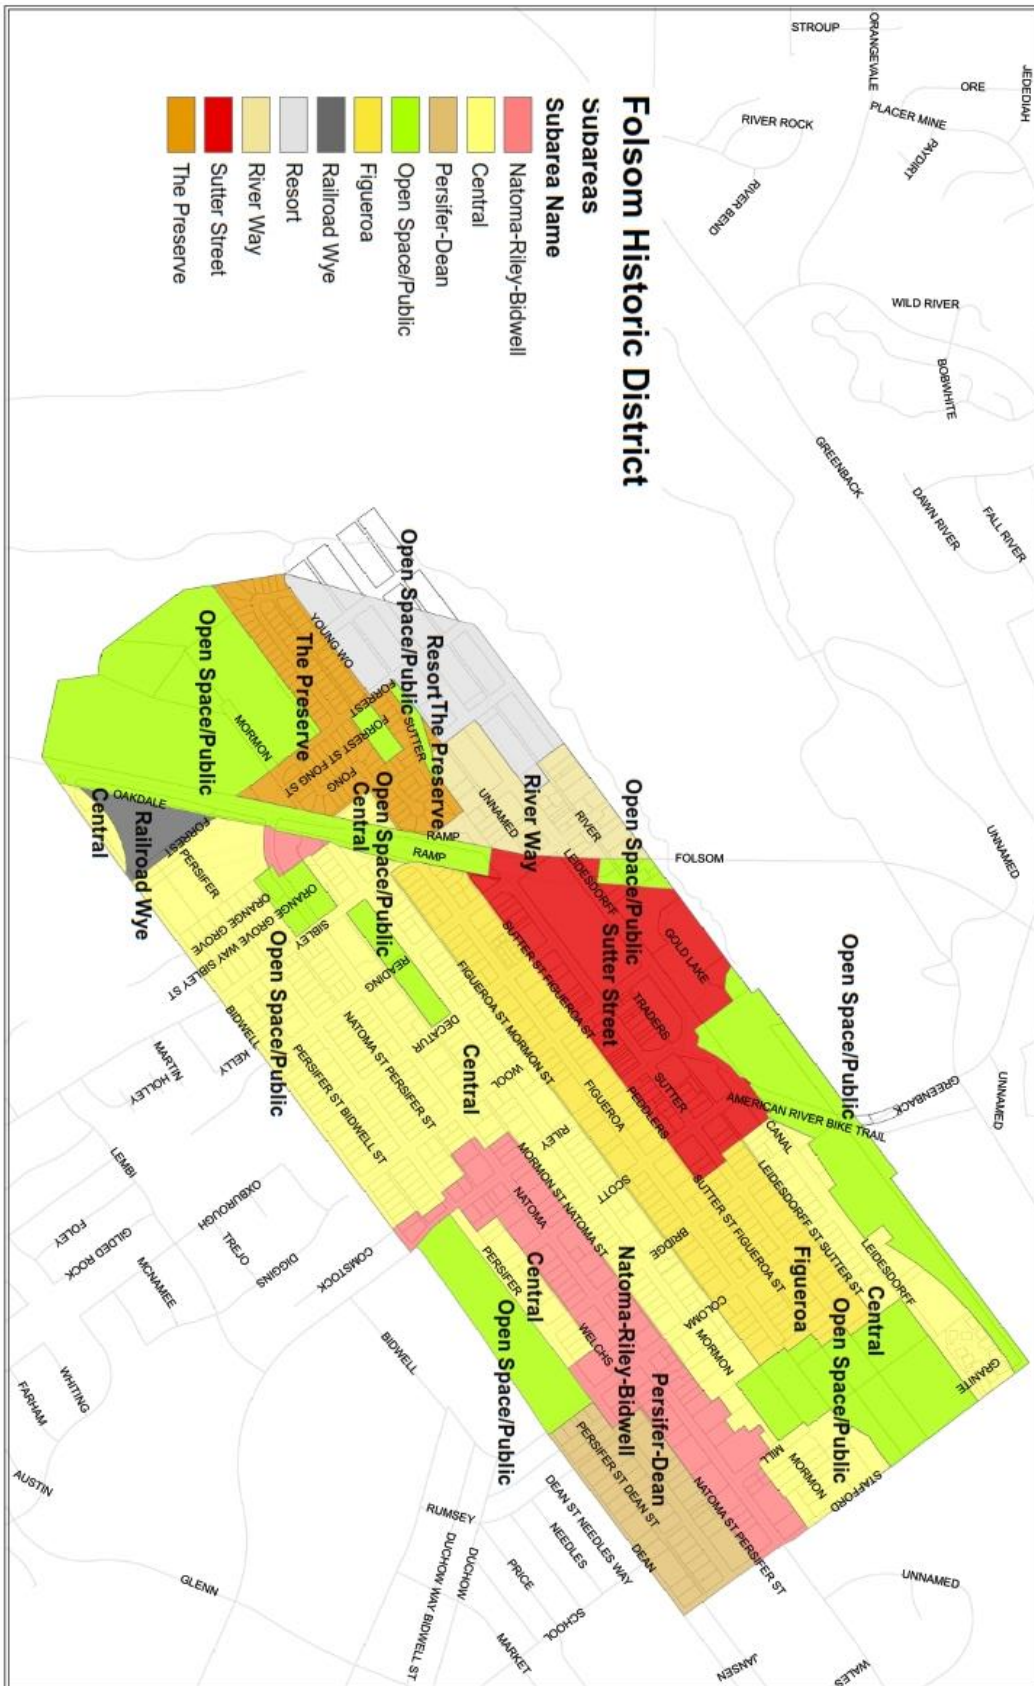 Folsom Historic District
Subareas
Subarea Name
Natoma-Riley-Bidwell
Central
Persifer-Dean
Open Space/Public
Figueroa
Railroad Wye
Resort
River Way
Sutter Street
The Preserve
STROUP
ORANGEVALE
JEDEDIAH
ORE
PLACER MINE
PAYDIRT
RIVER ROCK
RIVER BEND
WILD RIVER
BOBWHITE
GREENBACK
DAWN RIVER
FALL RIVER
UNNAMED
FOLSOM
UNNAMED
GREENBACK
Open Space/Public
Resort
The Preserve
YOUNG WO
FORREST
SUTTER
The Preserve
FORREST ST FONG ST
FONG
Open Space/Public
MORMON
OAKDALE
Central
Railroad Wye
FORREST
PERSIFER
Open Space/Public
Central
RAMP
RAMP
UNNAMED
RIVER
River Way
LEIDESDORFF
Open Space/Public
Sutter Street
GOLD LAKE
TRADERS
SUTTER
PEDDLERS
SUTTER ST FIGUEROA ST
FIGUEROA ST MORMON ST
FIGUEROA
Open Space/Public
AMERICAN RIVER BIKE TRAIL
CANAL
LEIDESDORFF ST SUTTER ST
LEIDESDORFF
SUTTER ST FIGUEROA ST
Figueroa
Central
Open Space/Public
GRANITE
STAFFORD
MORMON
MILL
MORMON
COLOMA
BRIDGE
SCOTT
RILEY
WOOL
DECATUR
READING
SIBLEY
ORANGE GROVE
ORANGE GROVE WAY SIBLEY ST
ORANGE GROVE
Open Space/Public
Central
NATOMA ST PERSIFER ST
PERSIFER ST BIDWELL ST
BIDWELL
MORMON ST NATOMA ST
NATOMA
PERSIFER
Central
WELCHS
Natoma-Riley-Bidwell
Persifer-Dean
Open Space/Public
NATOMA ST PERSIFER ST
PERSIFER ST DEAN ST
DEAN
DEAN ST NEEDLES WAY
NEEDLES
PRICE
SCHOOL
MARKET
DUCHOW
DUCHOW WAY BIDWELL ST
RUMSEY
BIDWELL
COMSTOCK
DIGGINS
TREJO
OXBUROUGH
KELLY
MARTIN
HOLLEY
LEMBI
FOLEY
GILDED ROCK
MCNAMEE
WHITING
FARHAM
AUSTIN
GLENN
JANSEN
WALES
UNNAMED